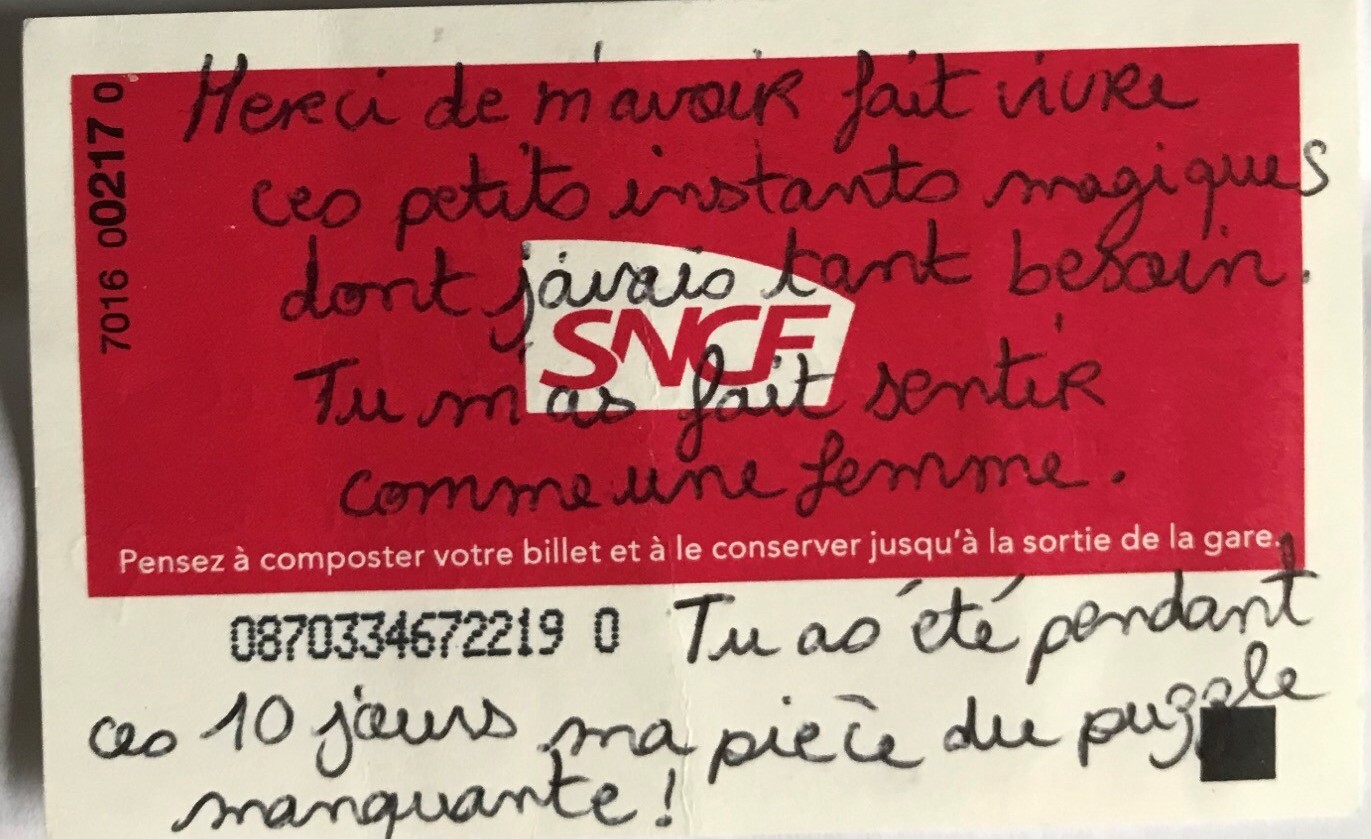 7016 00217 0
Merci de m'avoir fait vivre
ces petits instants magiques
dont j'avais tant besoin.
SNCF
Tu m'as fait sentir
comme une femme.
Pensez à composter votre billet et à le conserver jusqu'à la sortie de la gare.
0870334672219 0 Tu as été pendant
ces 10 jours ma pièce du puzzle
manquante !